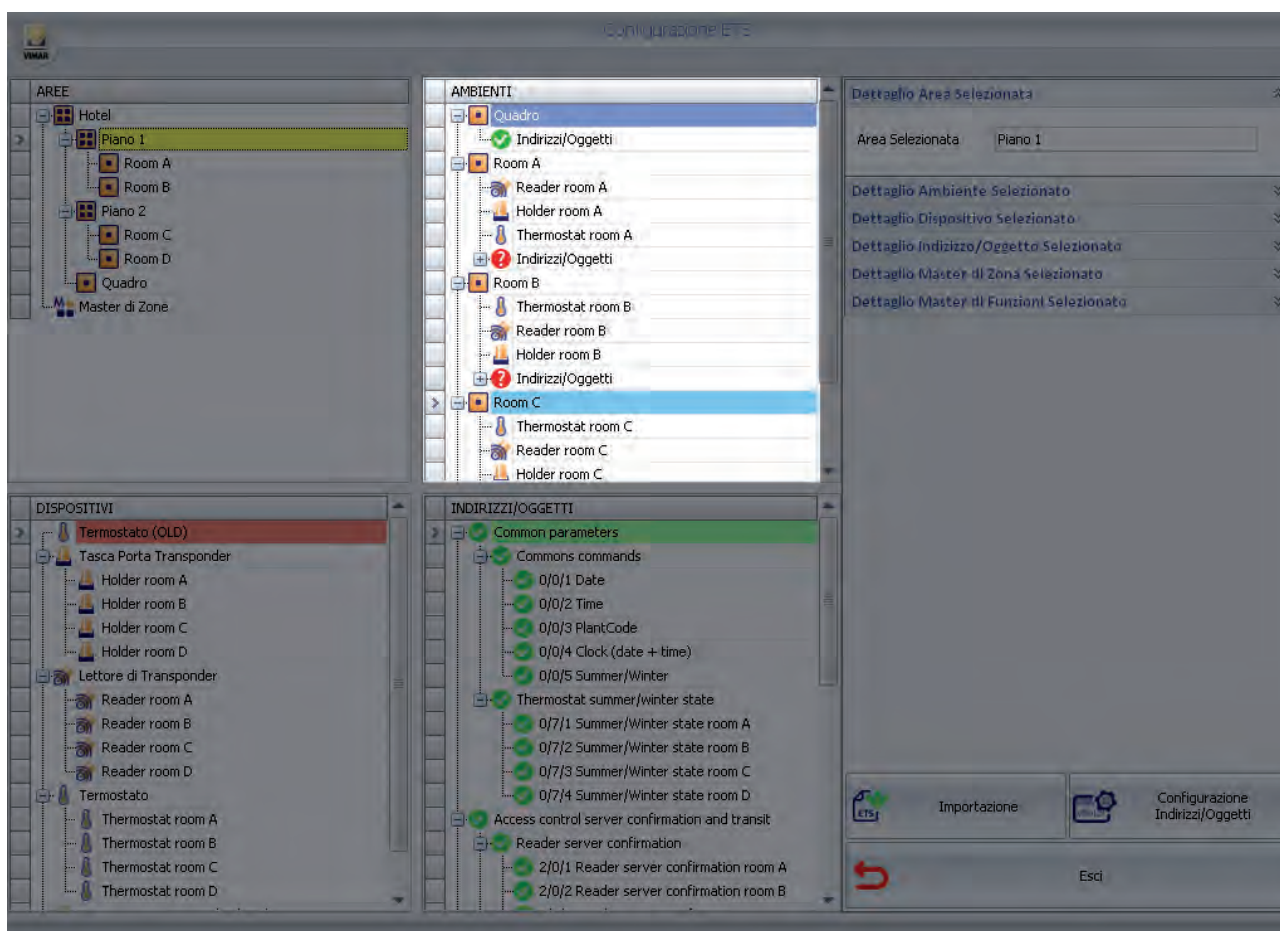 Configurazione ETS
VIMAR
AREE
Hotel
Piano 1
Room A
Room B
Piano 2
Room C
Room D
Quadro
Master di Zone
AMBIENTI
Quadro
Indirizzi/Oggetti
Room A
Reader room A
Holder room A
Thermostat room A
Indirizzi/Oggetti
Room B
Thermostat room B
Reader room B
Holder room B
Indirizzi/Oggetti
Room C
Thermostat room C
Reader room C
Holder room C
Dettaglio Area Selezionata
Area Selezionata Piano 1
Dettaglio Ambiente Selezionato
Dettaglio Dispositivo Selezionato
Dettaglio Indizizzo/Oggetto Selezionato
Dettaglio Master di Zona Selezionato
Dettaglio Master di Funzioni Selezionato
DISPOSITIVI
Termostato (OLD)
Tasca Porta Transponder
Holder room A
Holder room B
Holder room C
Holder room D
Lettore di Transponder
Reader room A
Reader room B
Reader room C
Reader room D
Termostato
Thermostat room A
Thermostat room B
Thermostat room C
Thermostat room D
INDIRIZZI/OGGETTI
Common parameters
Commons commands
0/0/1 Date
0/0/2 Time
0/0/3 PlantCode
0/0/4 Clock (date + time)
0/0/5 Summer/Winter
Thermostat summer/winter state
0/7/1 Summer/Winter state room A
0/7/2 Summer/Winter state room B
0/7/3 Summer/Winter state room C
0/7/4 Summer/Winter state room D
Access control server confirmation and transit
Reader server confirmation
2/0/1 Reader server confirmation room A
2/0/2 Reader server confirmation room B
ETS
Importazione
Configurazione
Indirizzi/Oggetti
Esci